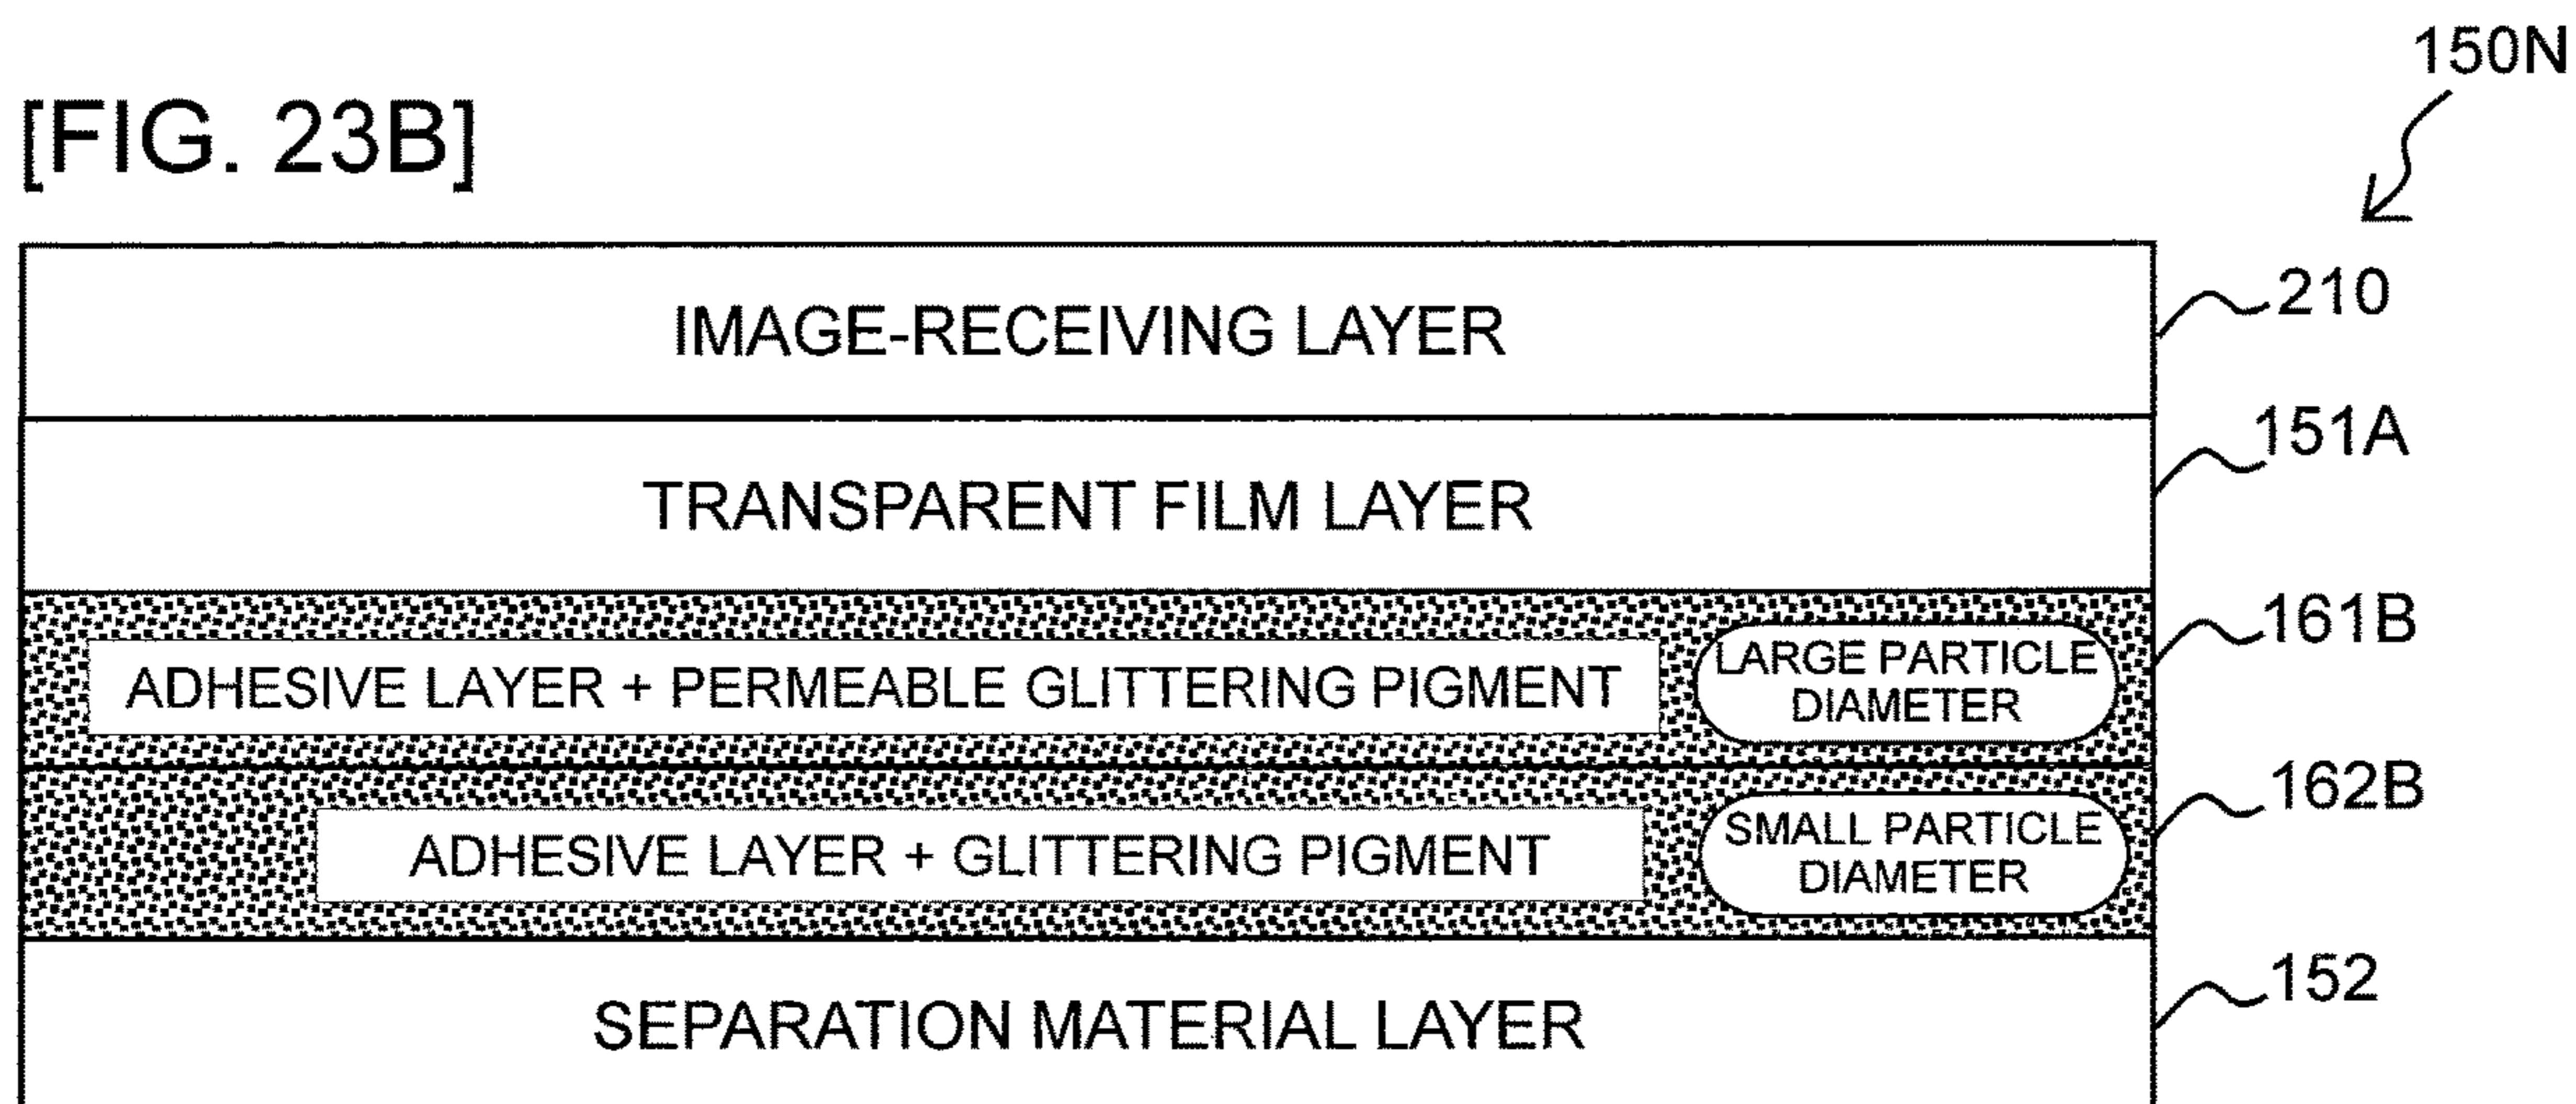 150N
[FIG. 23B]
IMAGE-RECEIVING LAYER
210
TRANSPARENT FILM LAYER
151A
ADHESIVE LAYER + PERMEABLE GLITTERING PIGMENT
LARGE PARTICLE
DIAMETER
161B
ADHESIVE LAYER + GLITTERING PIGMENT
SMALL PARTICLE
DIAMETER
162B
SEPARATION MATERIAL LAYER
152